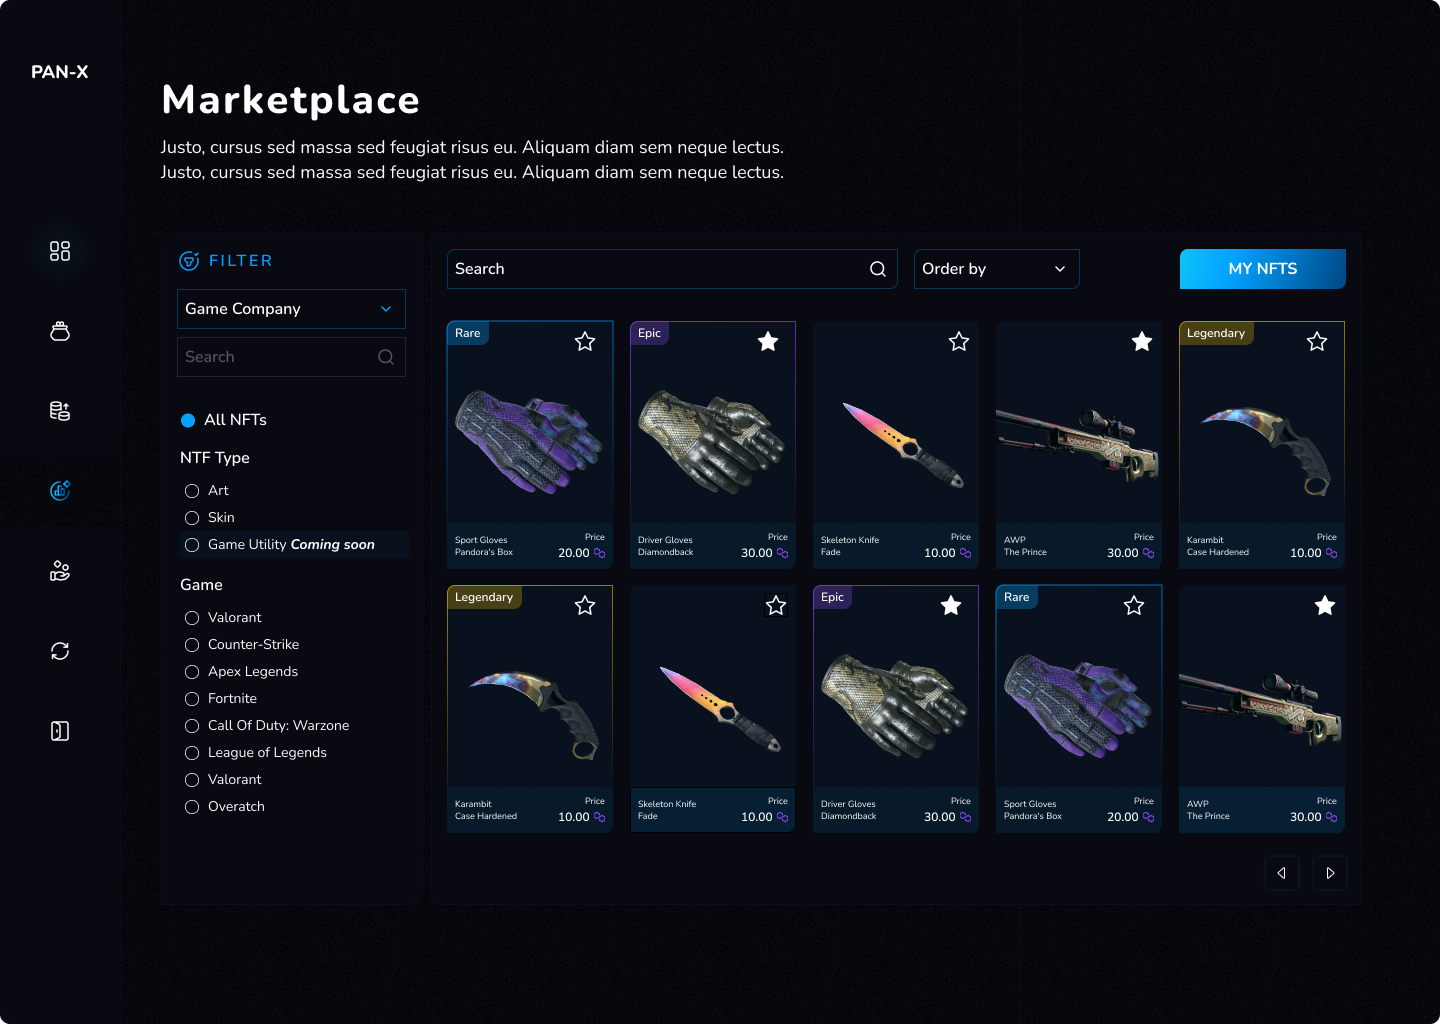 PAN-X
Marketplace
Justo, cursus sed massa sed feugiat risus eu. Aliquam diam sem neque lectus.
Justo, cursus sed massa sed feugiat risus eu. Aliquam diam sem neque lectus.
FILTER
Game Company
Search
All NFTs
NTF Type
Art
Skin
Game Utility Coming soon
Game
Valorant
Counter-Strike
Apex Legends
Fortnite
Call Of Duty: Warzone
League of Legends
Valorant
Overatch
Search
Order by
MY NFTS
Rare
Sport Gloves
Pandora's Box
Price
20.00
Epic
Driver Gloves
Diamondback
Price
30.00
Skeleton Knife
Fade
Price
10.00
AWP
The Prince
Price
30.00
Legendary
Karambit
Case Hardened
Price
10.00
Legendary
Karambit
Case Hardened
Price
10.00
Skeleton Knife
Fade
Price
10.00
Epic
Driver Gloves
Diamondback
Price
30.00
Rare
Sport Gloves
Pandora's Box
Price
20.00
AWP
The Prince
Price
30.00